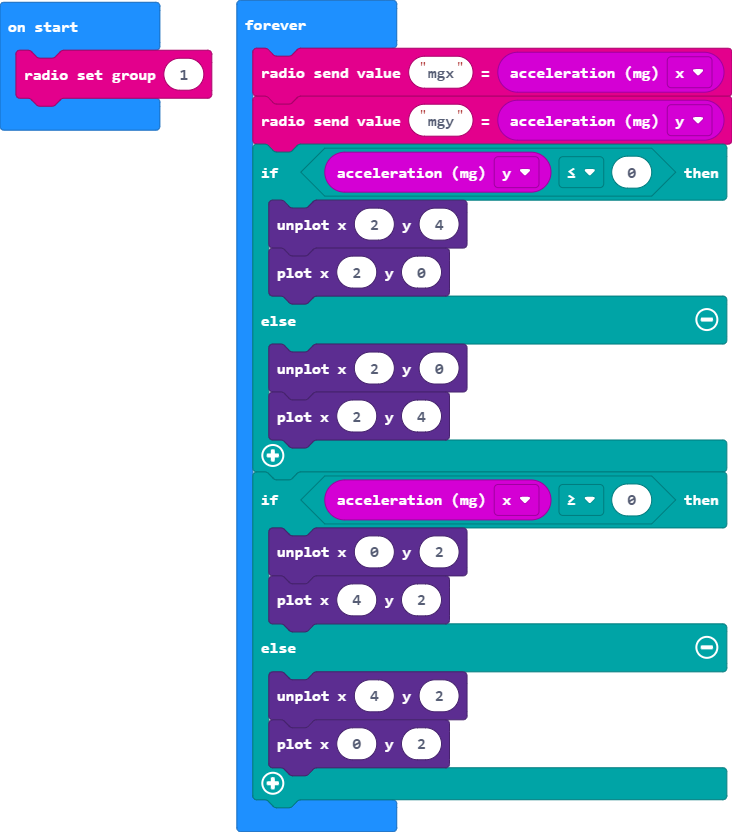 on start
radio set group 1
forever
radio send value "mgx" = acceleration (mg) x
radio send value "mgy" = acceleration (mg) y
if acceleration (mg) y ≤ 0 then
unplot x 2 y 4
plot x 2 y 0
else
unplot x 2 y 0
plot x 2 y 4
if acceleration (mg) x ≥ 0 then
unplot x 0 y 2
plot x 4 y 2
else
unplot x 4 y 2
plot x 0 y 2